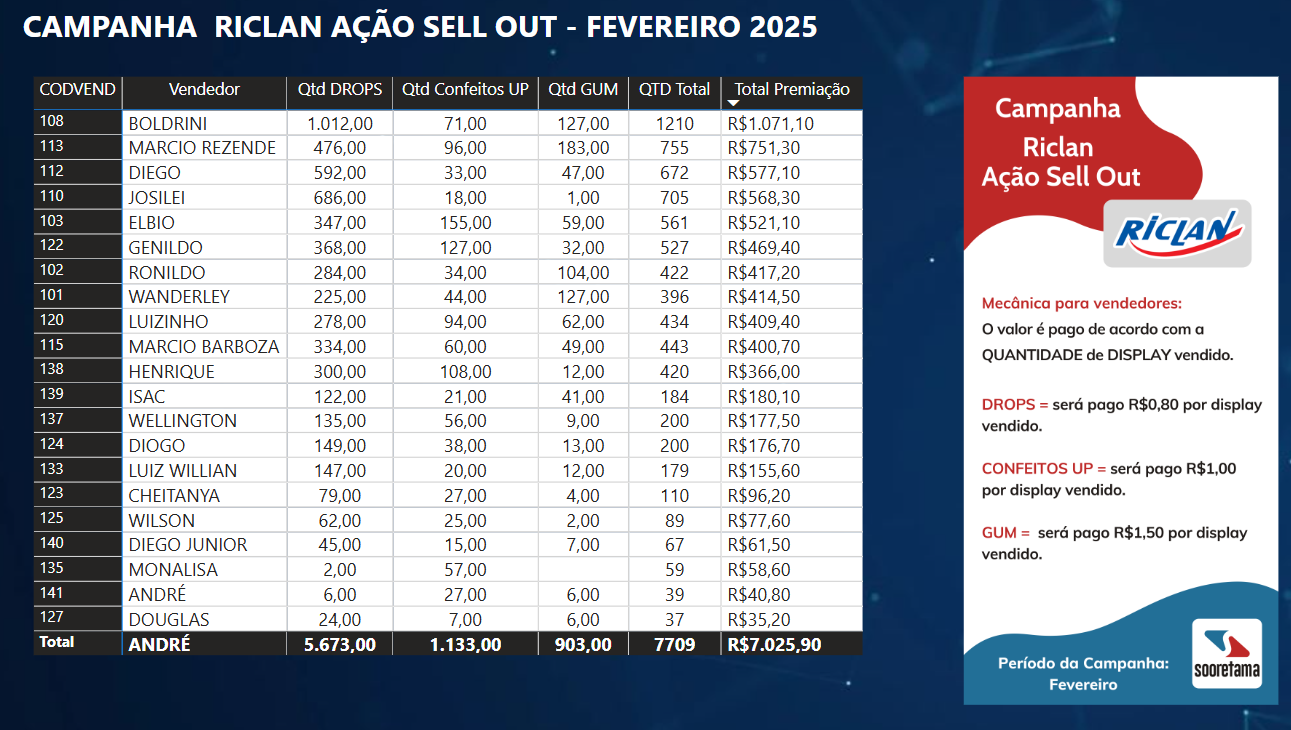 CAMPANHA RICLAN AÇÃO SELL OUT - FEVEREIRO 2025
CODVEND Vendedor Qtd DROPS Qtd Confeitos UP Qtd GUM QTD Total Total Premiação
108 BOLDRINI 1.012,00 71,00 127,00 1210 R$1.071,10
113 MARCIO REZENDE 476,00 96,00 183,00 755 R$751,30
112 DIEGO 592,00 33,00 47,00 672 R$577,10
110 JOSILEI 686,00 18,00 1,00 705 R$568,30
103 ELBIO 347,00 155,00 59,00 561 R$521,10
122 GENILDO 368,00 127,00 32,00 527 R$469,40
102 RONILDO 284,00 34,00 104,00 422 R$417,20
101 WANDERLEY 225,00 44,00 127,00 396 R$414,50
120 LUIZINHO 278,00 94,00 62,00 434 R$409,40
115 MARCIO BARBOZA 334,00 60,00 49,00 443 R$400,70
138 HENRIQUE 300,00 108,00 12,00 420 R$366,00
139 ISAC 122,00 21,00 41,00 184 R$180,10
137 WELLINGTON 135,00 56,00 9,00 200 R$177,50
124 DIOGO 149,00 38,00 13,00 200 R$176,70
133 LUIZ WILLIAN 147,00 20,00 12,00 179 R$155,60
123 CHEITANYA 79,00 27,00 4,00 110 R$96,20
125 WILSON 62,00 25,00 2,00 89 R$77,60
140 DIEGO JUNIOR 45,00 15,00 7,00 67 R$61,50
135 MONALISA 2,00 57,00 59 R$58,60
141 ANDRÉ 6,00 27,00 6,00 39 R$40,80
127 DOUGLAS 24,00 7,00 6,00 37 R$35,20
Total ANDRÉ 5.673,00 1.133,00 903,00 7709 R$7.025,90
Campanha
Riclan
Ação Sell Out
RICLAN
Mecânica para vendedores:
O valor é pago de acordo com a
QUANTIDADE de DISPLAY vendido.
DROPS = será pago R$0,80 por display
vendido.
CONFEITOS UP = será pago R$1,00
por display vendido.
GUM = será pago R$1,50 por display
vendido.
Período da Campanha:
Fevereiro
sooretama